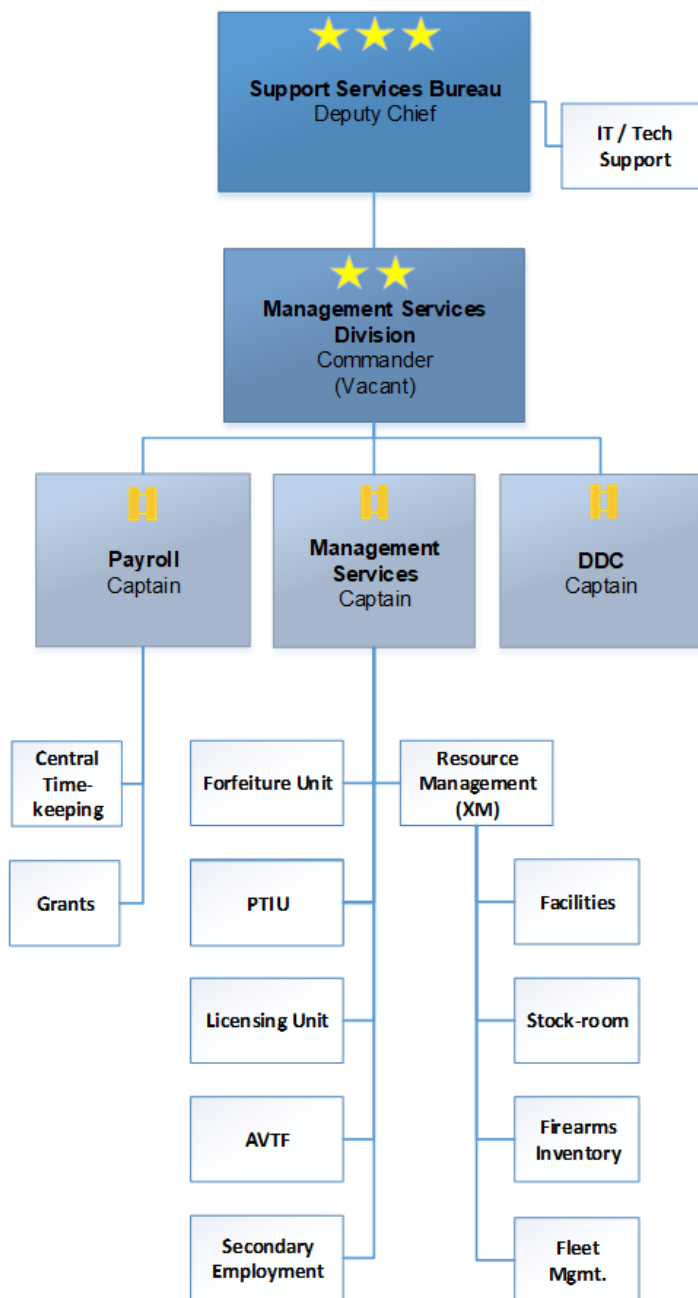 Support Services Bureau
Deputy Chief
IT / Tech
Support
Management Services
Division
Commander
(Vacant)
Payroll
Captain
Management
Services
Captain
DDC
Captain
Central
Time-
keeping
Forfeiture Unit
Resource
Management
(XM)
Grants
PTIU
Facilities
Licensing Unit
Stock-room
AVTF
Firearms
Inventory
Secondary
Employment
Fleet
Mgmt.